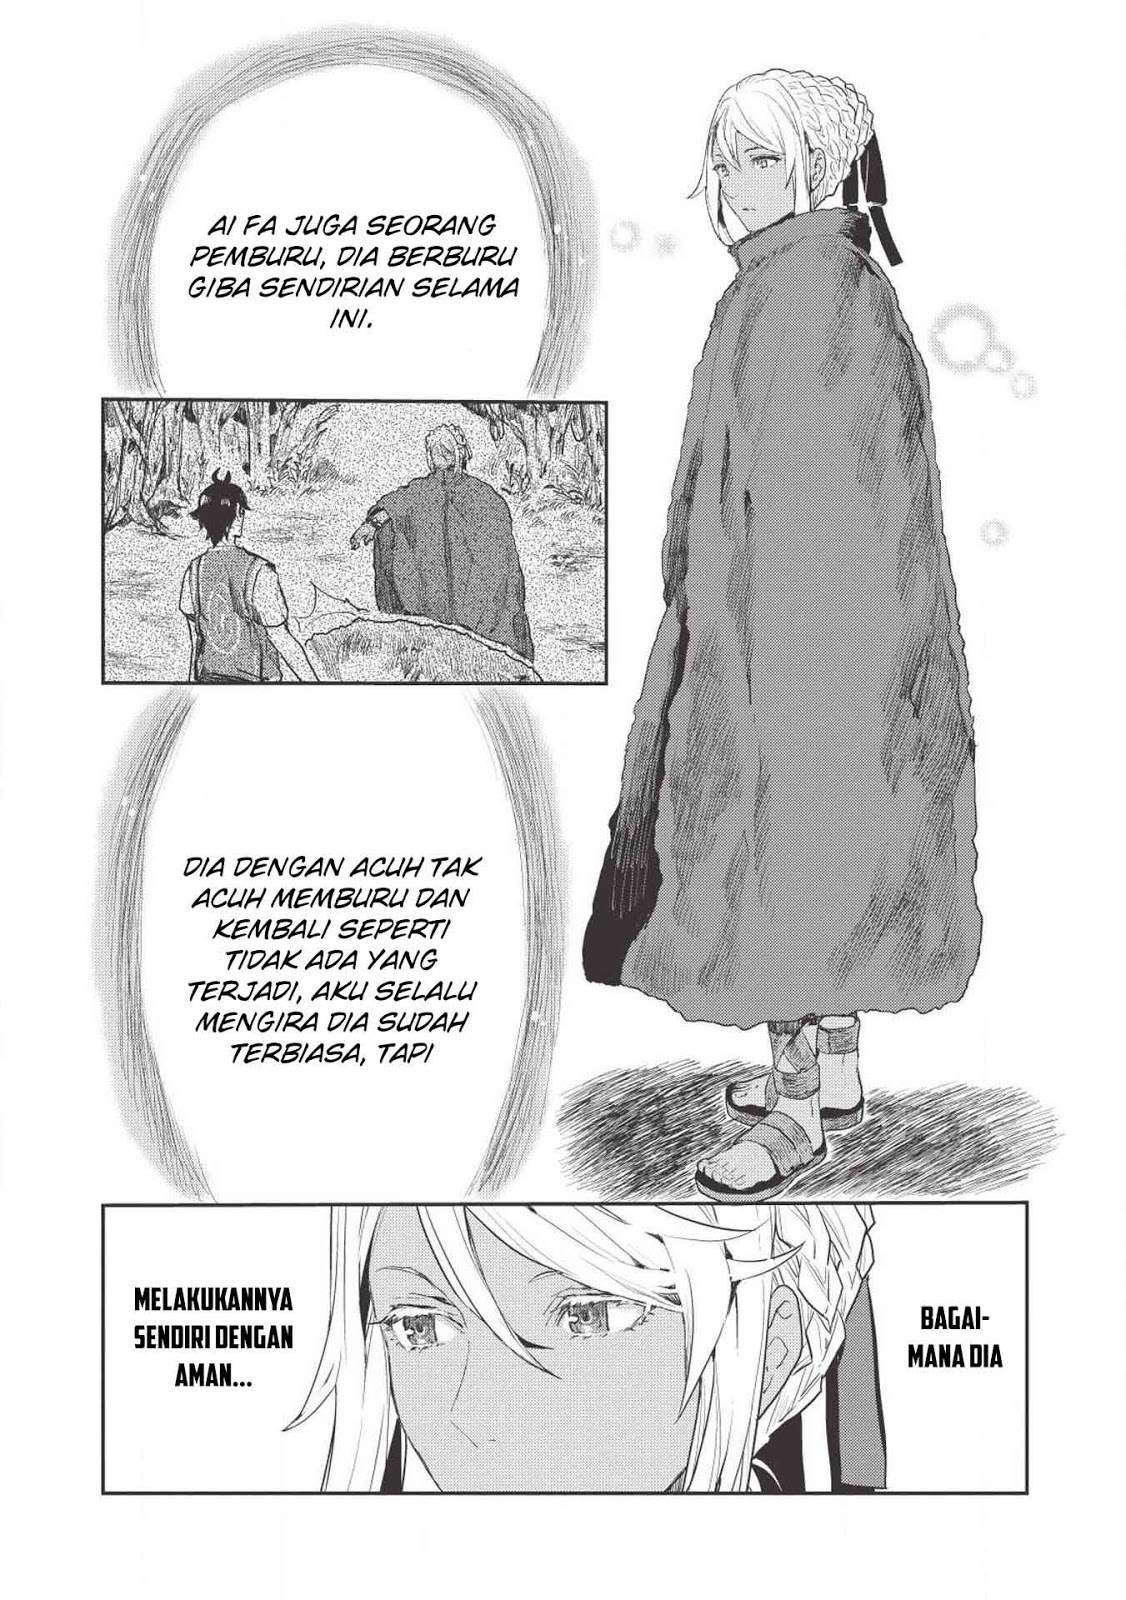 AI FA JUGA SEORANG
PEMBURU, DIA BERBURU
GIBA SENDIRIAN SELAMA
INI.
DIA DENGAN ACUH TAK
ACUH MEMBURU DAN
KEMBALI SEPERTI
TIDAK ADA YANG
TERJADI, AKU SELALU
MENGIRA DIA SUDAH
TERBIASA, TAPI
BAGAI-
MANA DIA
MELAKUKANNYA
SENDIRI DENGAN
AMAN...